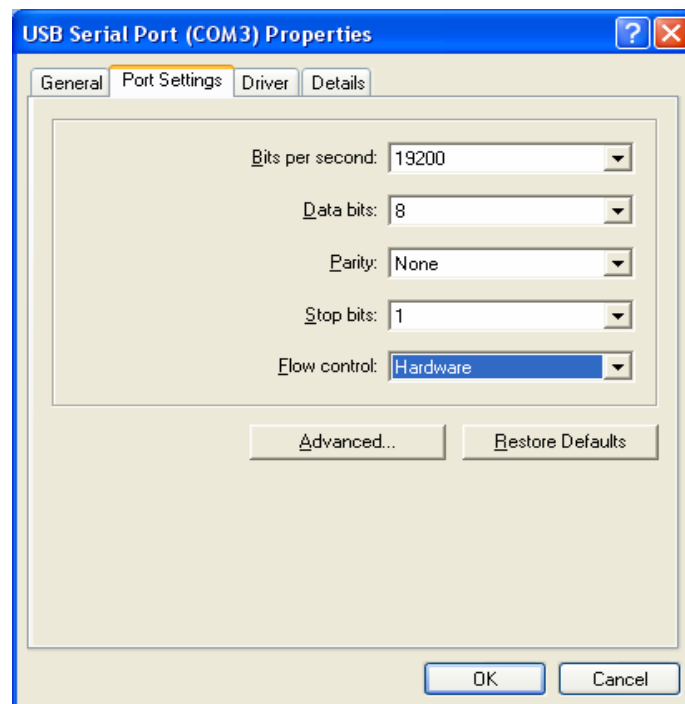 USB Serial Port (COM3) Properties
General Port Settings Driver Details
Bits per second: 19200
Data bits: 8
Parity: None
Stop bits: 1
Flow control: Hardware
Advanced... Restore Defaults
OK Cancel